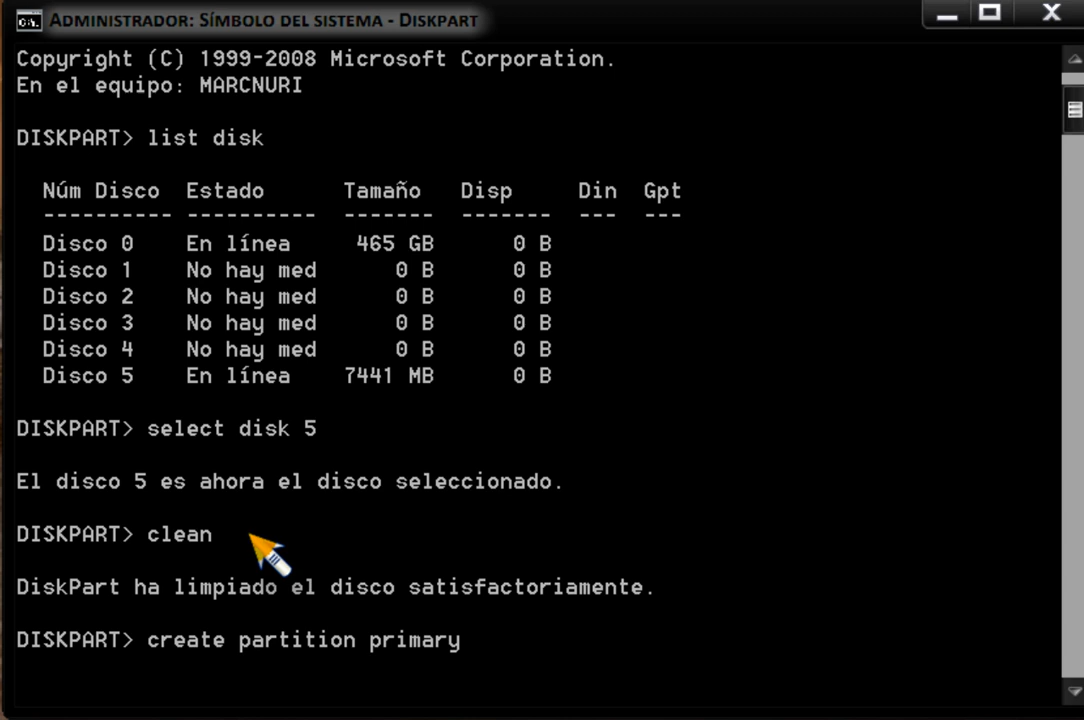 Administrador: Símbolo del sistema - Diskpart
Copyright (C) 1999-2008 Microsoft Corporation.
En el equipo: MARCNURI
DISKPART> list disk
Núm Disco  Estado      Tamaño   Disp     Din  Gpt
---------- ----------  -------  -------  ---  ---
Disco 0    En línea     465 GB      0 B
Disco 1    No hay med      0 B      0 B
Disco 2    No hay med      0 B      0 B
Disco 3    No hay med      0 B      0 B
Disco 4    No hay med      0 B      0 B
Disco 5    En línea    7441 MB      0 B
DISKPART> select disk 5
El disco 5 es ahora el disco seleccionado.
DISKPART> clean
DiskPart ha limpiado el disco satisfactoriamente.
DISKPART> create partition primary